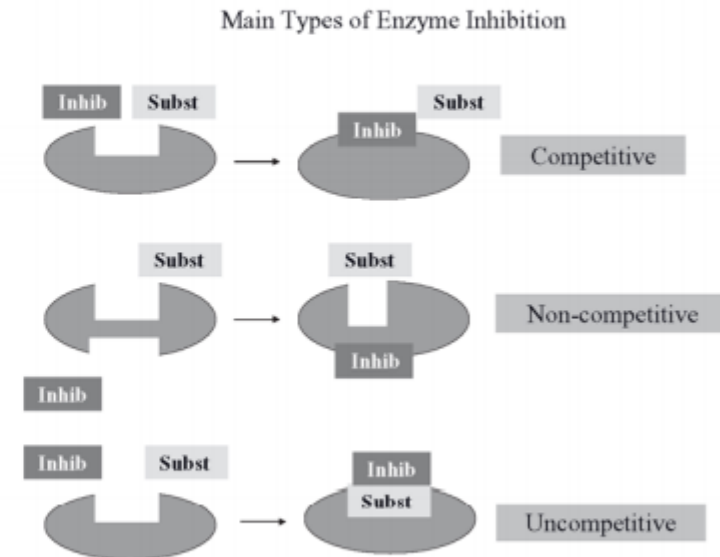 Main Types of Enzyme Inhibition
Inhib
Subst
Subst
Inhib
Competitive
Subst
Subst
Non-competitive
Inhib
Inhib
Inhib
Subst
Inhib
Subst
Uncompetitive